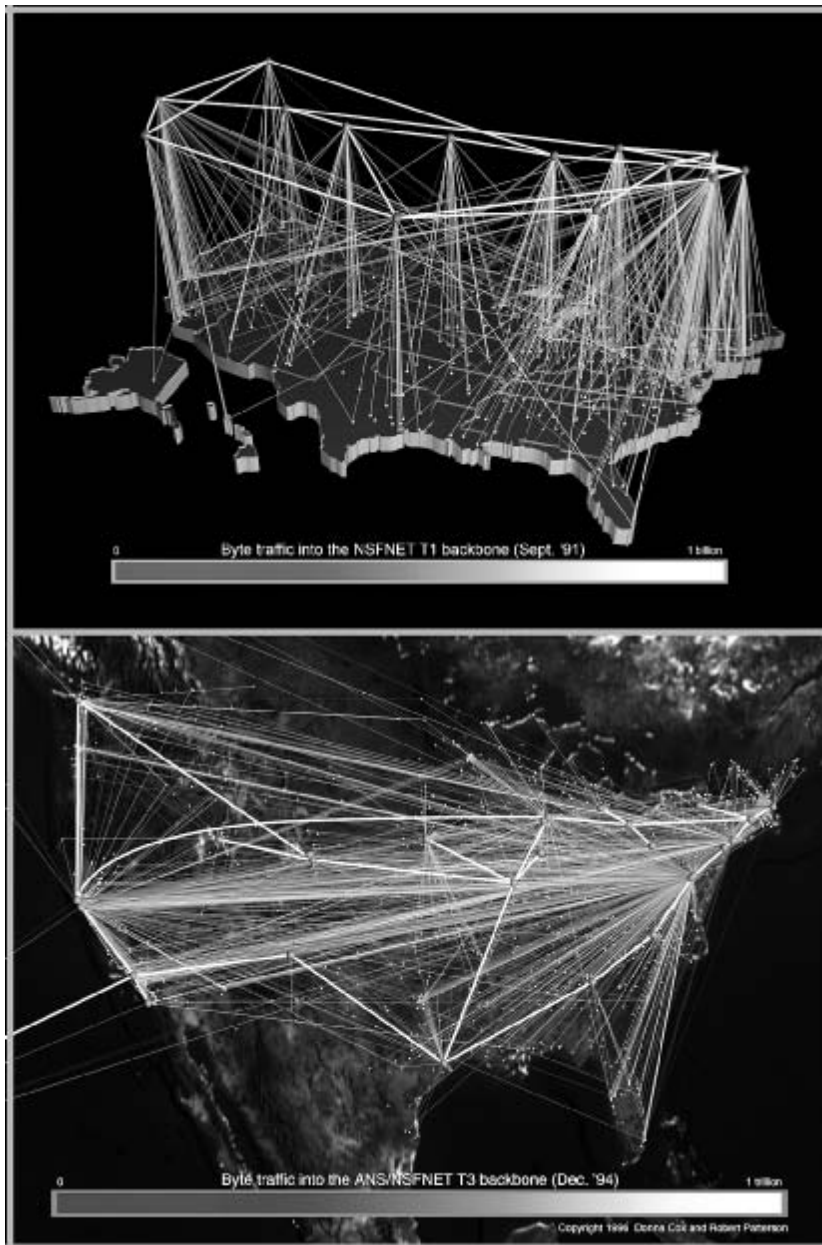 0 Byte traffic into the NSFNET T1 backbone (Sept. '91) 1 billion
0 Byte traffic into the ANS/NSFNET T3 backbone (Dec. '94) 1 trillion
Copyright 1996 Donna Cox and Robert Patterson